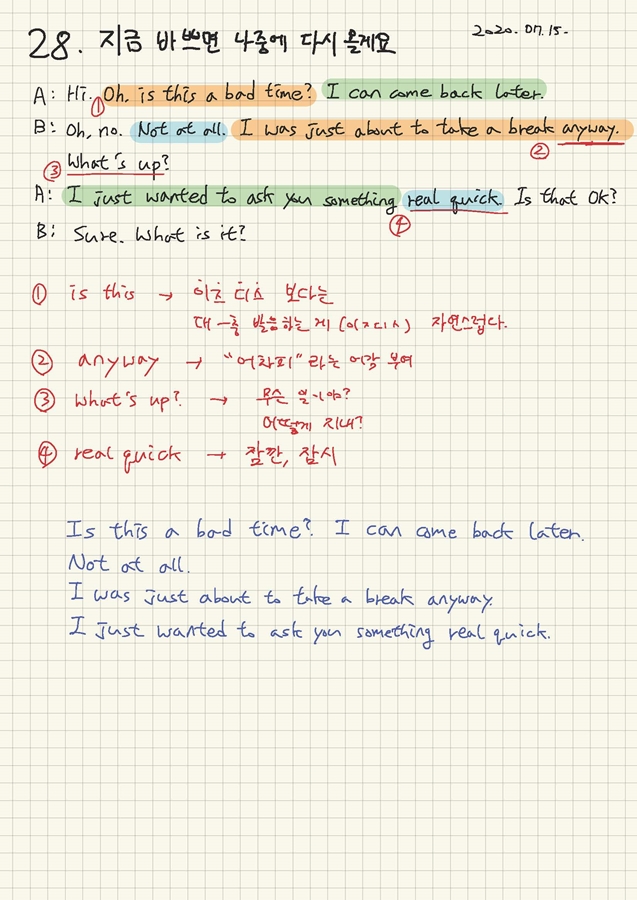 28. 지금 바쁘면 나중에 다시 올게요
2020. 07. 15.
A: Hi. Oh, is this a bad time? I can come back later.
①
B: Oh, no. Not at all. I was just about to take a break anyway.
②
③ What's up?
A: I just wanted to ask you something real quick. Is that OK?
④
B: Sure. What is it?
① is this → 이즈 디스 보다는
대충 발음하는 게 (이즈디스) 자연스럽다.
② anyway → "어차피"라는 어감 부여
③ What's up? → 무슨 일이야?
어떻게 지내?
④ real quick → 잠깐, 잠시
Is this a bad time? I can come back later.
Not at all.
I was just about to take a break anyway.
I just wanted to ask you something real quick.